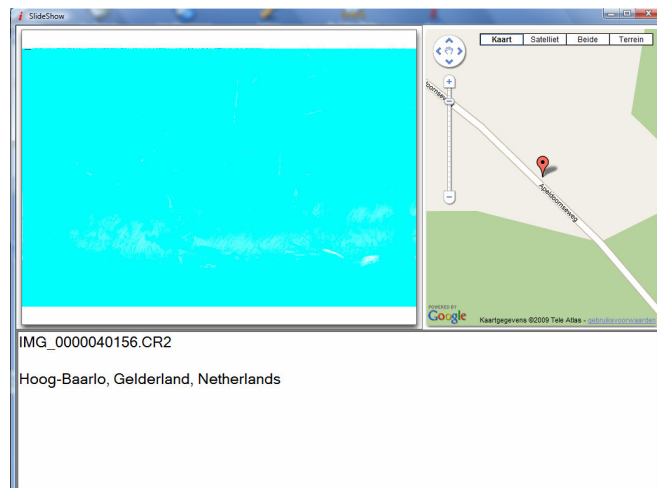 SlideShow
Kaart Satelliet Beide Terrein
Apeldoornseweg
POWERED BY
Google
Kaartgegevens ©2009 Tele Atlas - gebruiksvoorwaarden
IMG_0000040156.CR2
Hoog-Baarlo, Gelderland, Netherlands